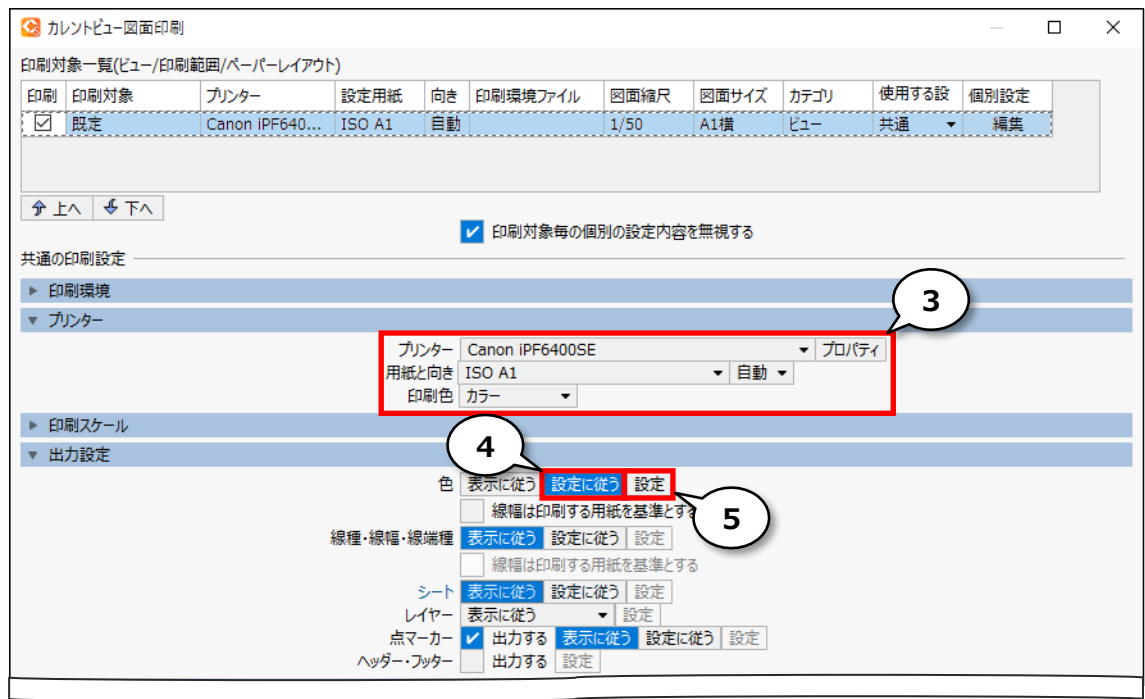 カレントビュー図面印刷
印刷対象一覧(ビュー/印刷範囲/ペーパーレイアウト)
印刷 印刷対象 プリンター 設定用紙 向き 印刷環境ファイル 図面縮尺 図面サイズ カテゴリ 使用する設 個別設定
既定 Canon iPF640... ISO A1 自動 1/50 A1横 ビュー 共通 編集
上へ 下へ
印刷対象毎の個別の設定内容を無視する
共通の印刷設定
印刷環境
3
プリンター
プリンター Canon iPF6400SE プロパティ
用紙と向き ISO A1 自動
印刷色 カラー
印刷スケール
4
出力設定
色 表示に従う 設定に従う 設定
線幅は印刷する用紙を基準とする
5
線種・線幅・線端種 表示に従う 設定に従う 設定
線幅は印刷する用紙を基準とする
シート 表示に従う 設定に従う 設定
レイヤー 表示に従う 設定
点マーカー 出力する 表示に従う 設定に従う 設定
ヘッダー・フッター 出力する 設定